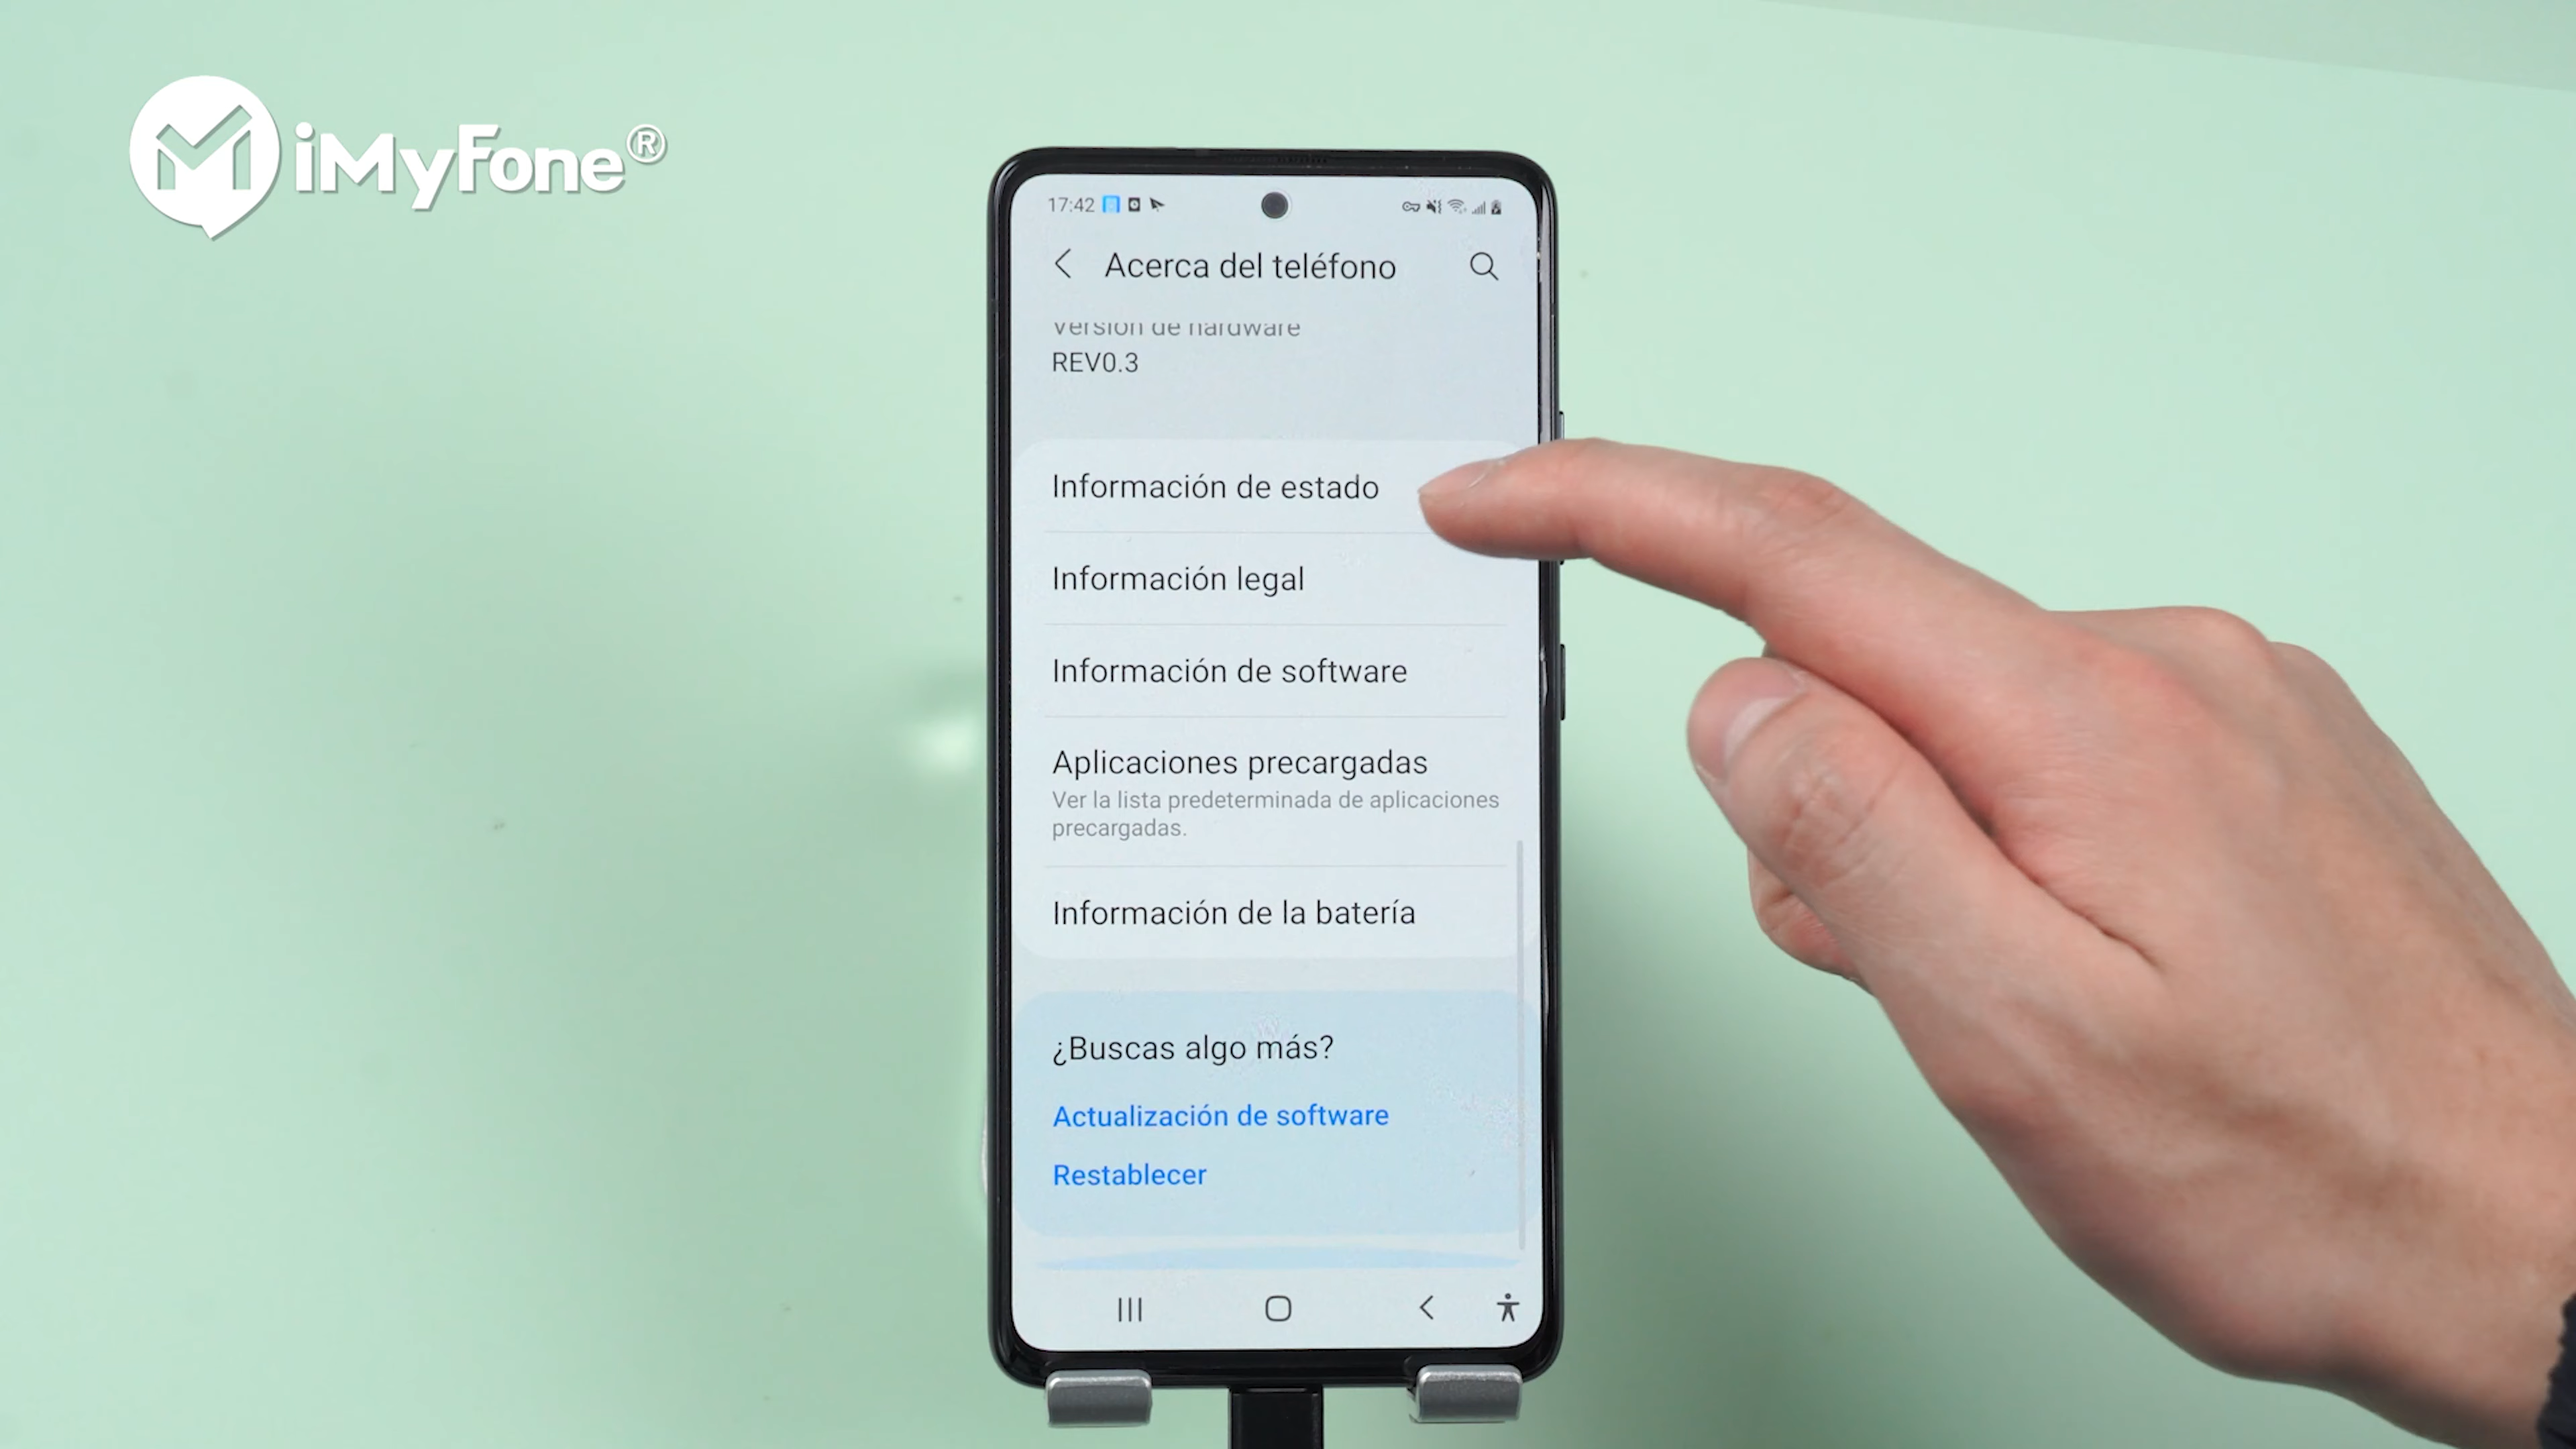 iMyFone®
17:42
Acerca del teléfono
Versión de hardware
REV0.3
Información de estado
Información legal
Información de software
Aplicaciones precargadas
Ver la lista predeterminada de aplicaciones
precargadas.
Información de la batería
¿Buscas algo más?
Actualización de software
Restablecer